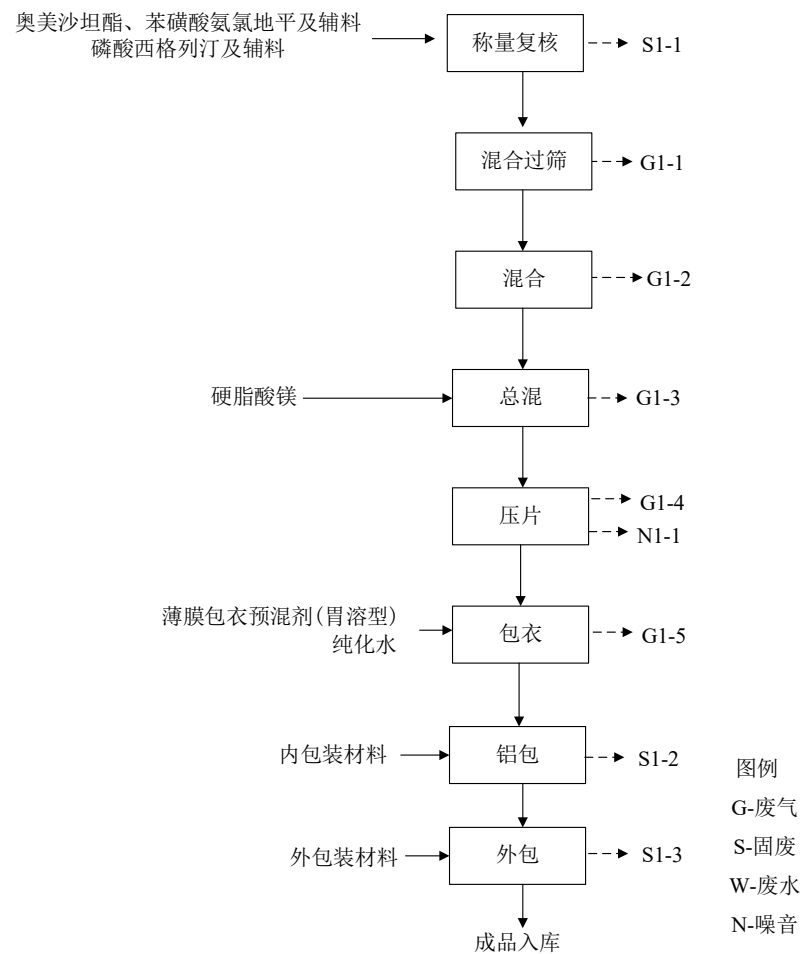 奥美沙坦酯、苯磺酸氨氯地平及辅料
磷酸西格列汀及辅料
称量复核
S1-1
混合过筛
G1-1
混合
G1-2
硬脂酸镁
总混
G1-3
压片
G1-4
N1-1
薄膜包衣预混剂(胃溶型)
纯化水
包衣
G1-5
内包装材料
铝包
S1-2
外包装材料
外包
S1-3
成品入库
图例
G-废气
S-固废
W-废水
N-噪音